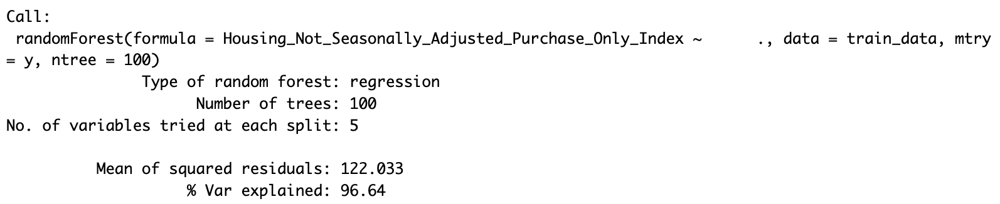 Call:
 randomForest(formula = Housing_Not_Seasonally_Adjusted_Purchase_Only_Index ~      ., data = train_data, mtry
= y, ntree = 100)
               Type of random forest: regression
                     Number of trees: 100
No. of variables tried at each split: 5

          Mean of squared residuals: 122.033
                    % Var explained: 96.64